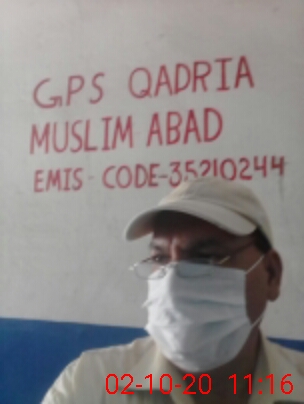 GPS QADRIA
MUSLIM ABAD
EMIS - CODE-35210244
02-10-20 11:16